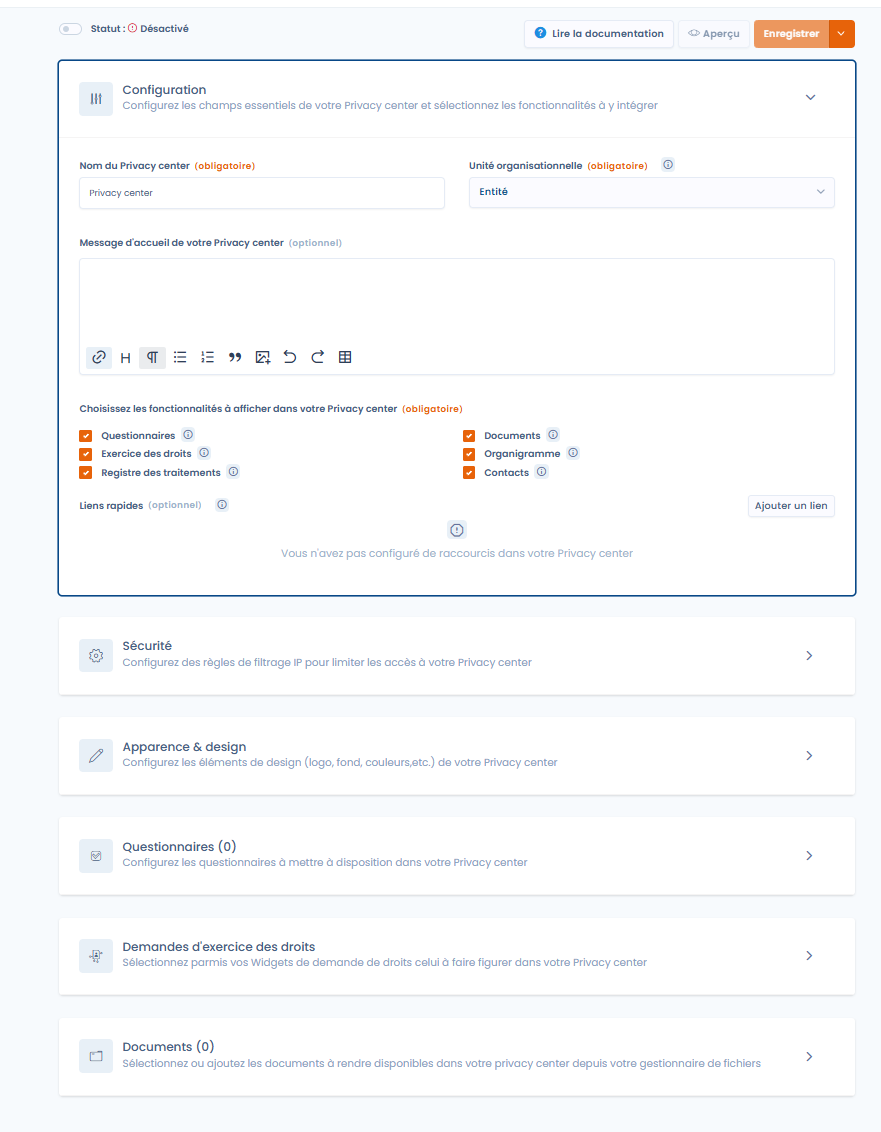 Statut : Désactivé
Lire la documentation
Aperçu
Enregistrer
Configuration
Configurez les champs essentiels de votre Privacy center et sélectionnez les fonctionnalités à y intégrer
Nom du Privacy center (obligatoire)
Unité organisationnelle (obligatoire)
Privacy center
Entité
Message d'accueil de votre Privacy center (optionnel)
H
Choisissez les fonctionnalités à afficher dans votre Privacy center (obligatoire)
Questionnaires
Documents
Exercice des droits
Organigramme
Registre des traitements
Contacts
Liens rapides (optionnel)
Ajouter un lien
Vous n'avez pas configuré de raccourcis dans votre Privacy center
Sécurité
Configurez des règles de filtrage IP pour limiter les accès à votre Privacy center
Apparence & design
Configurez les éléments de design (logo, fond, couleurs,etc.) de votre Privacy center
Questionnaires (0)
Configurez les questionnaires à mettre à disposition dans votre Privacy center
Demandes d'exercice des droits
Sélectionnez parmis vos Widgets de demande de droits celui à faire figurer dans votre Privacy center
Documents (0)
Sélectionnez ou ajoutez les documents à rendre disponibles dans votre privacy center depuis votre gestionnaire de fichiers